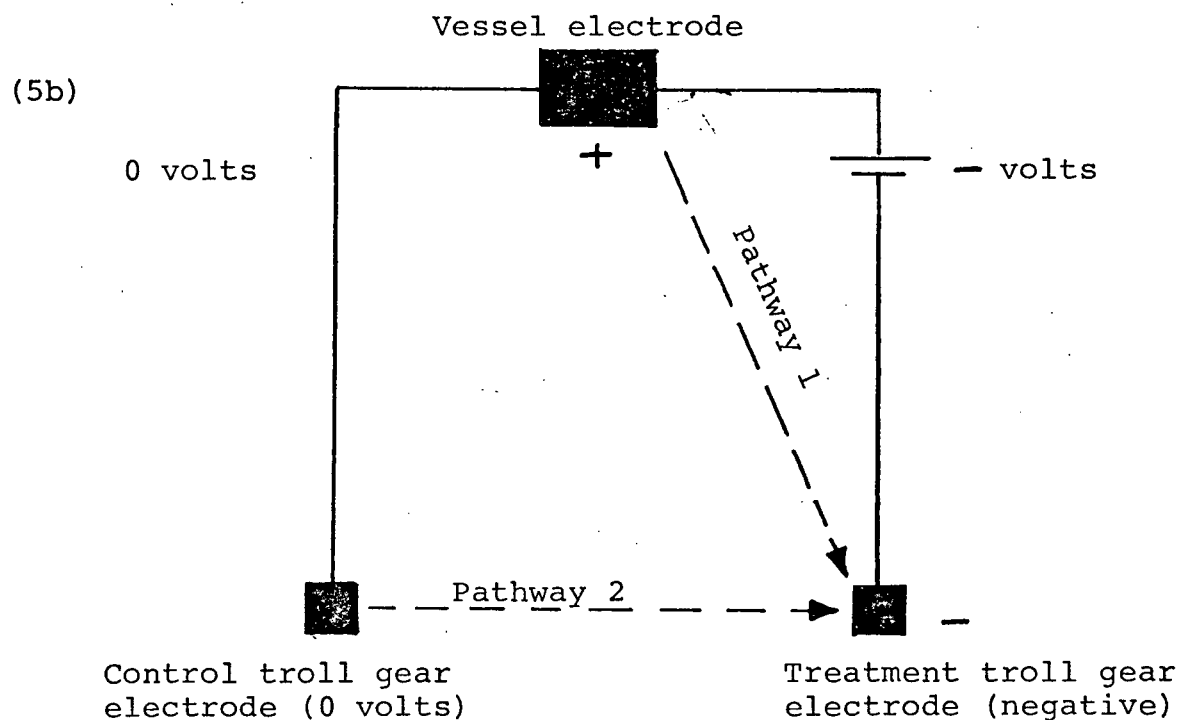 Vessel electrode
(5b)
+
0 volts
– volts
Pathway 1
Pathway 2
–
Control troll gear
electrode (0 volts)
Treatment troll gear
electrode (negative)